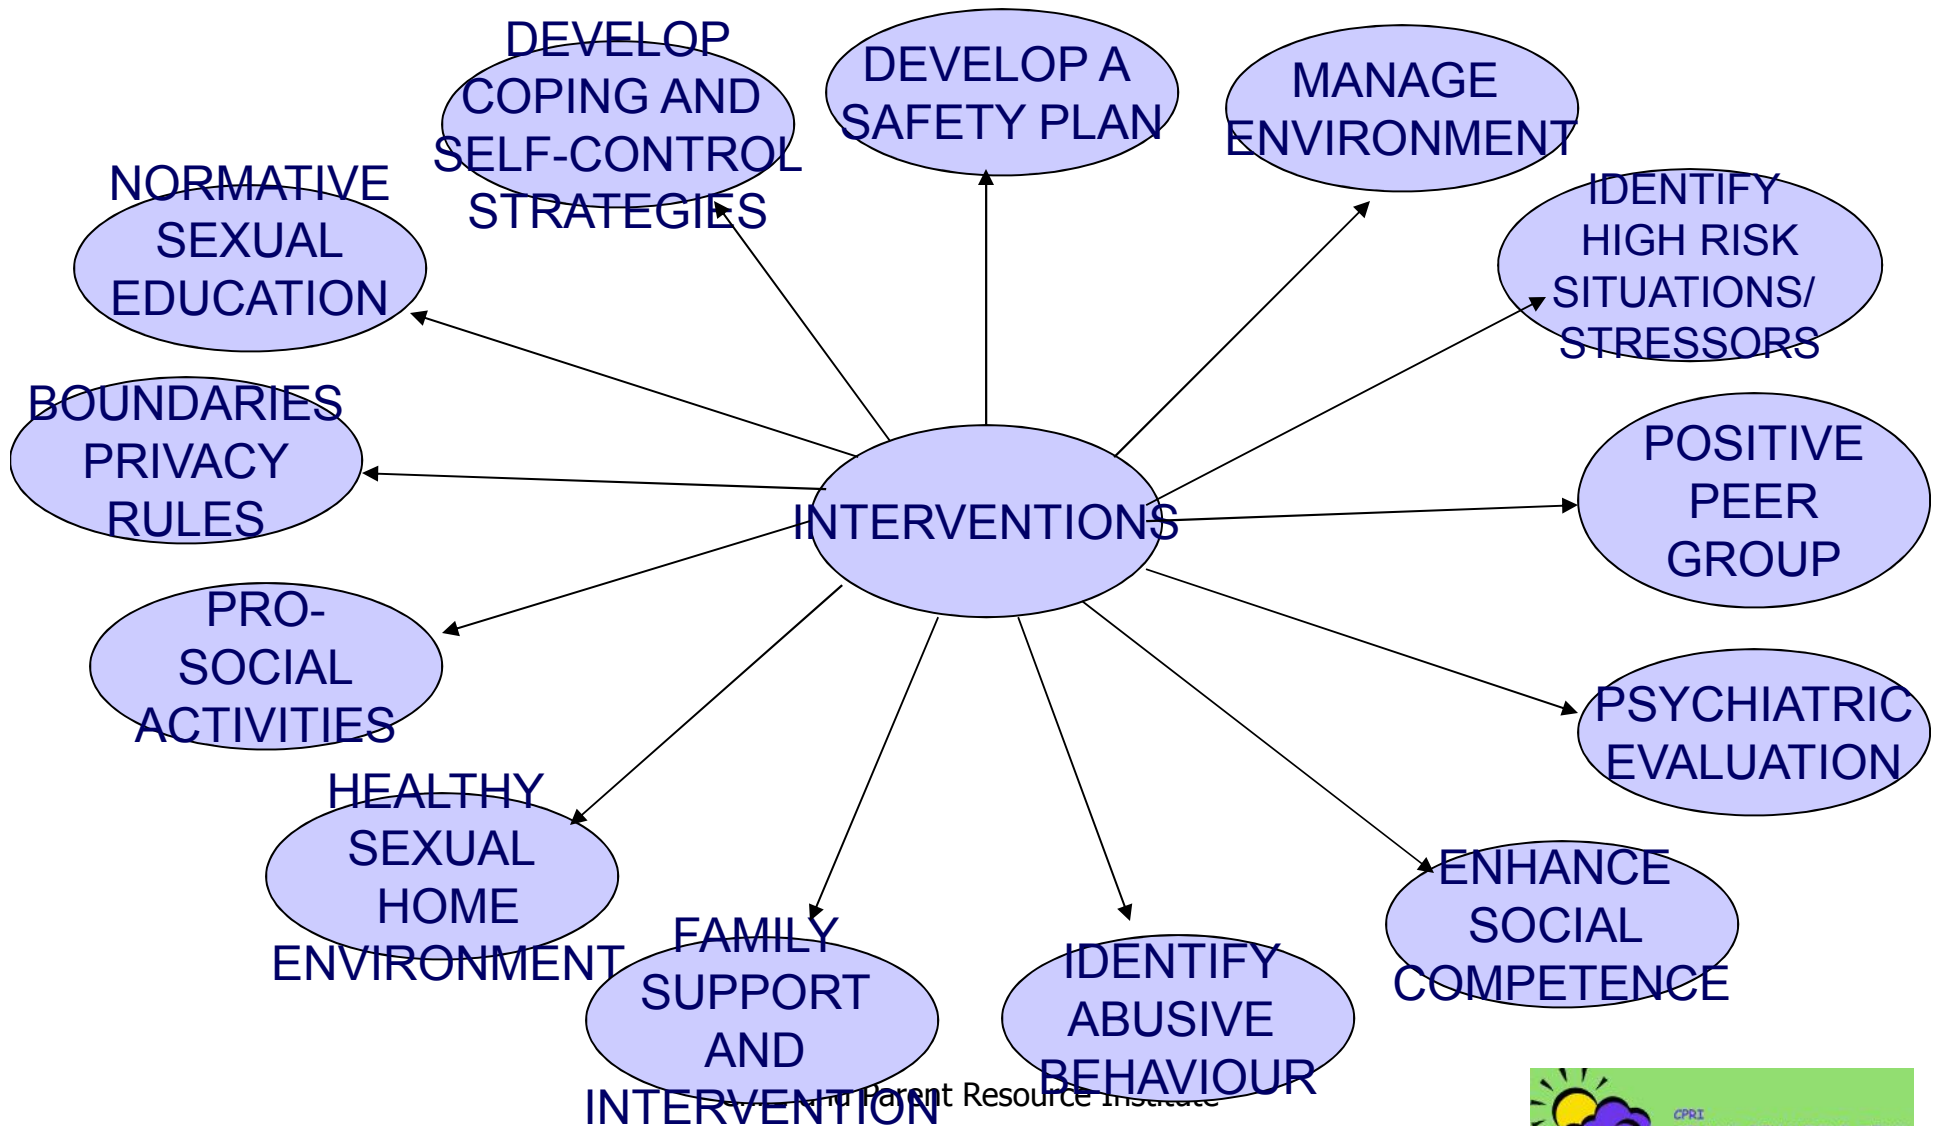 DEVELOP
COPING AND
SELF-CONTROL
STRATEGIES
DEVELOP A
SAFETY PLAN
MANAGE
ENVIRONMENT
IDENTIFY
HIGH RISK
SITUATIONS/
STRESSORS
NORMATIVE
SEXUAL
EDUCATION
BOUNDARIES
PRIVACY
RULES
INTERVENTIONS
POSITIVE
PEER
GROUP
PRO-
SOCIAL
ACTIVITIES
PSYCHIATRIC
EVALUATION
HEALTHY
SEXUAL
HOME
ENVIRONMENT
FAMILY
SUPPORT
AND
INTERVENTION
IDENTIFY
ABUSIVE
BEHAVIOUR
ENHANCE
SOCIAL
COMPETENCE
Parent Resource Institute
CPRI